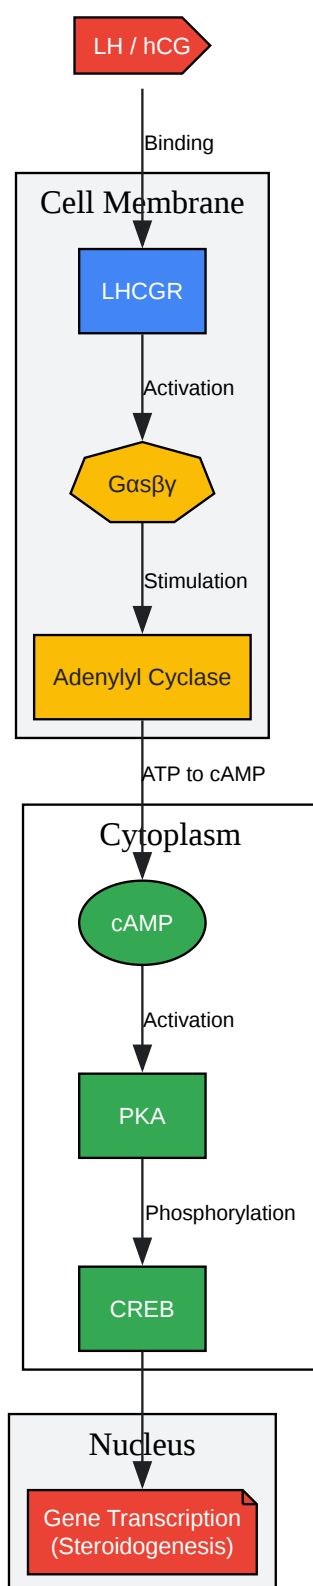 LH / hCG
Binding
Cell Membrane
LHCGR
Activation
Gαsβγ
Stimulation
Adenylyl Cyclase
ATP to cAMP
Cytoplasm
cAMP
Activation
PKA
Phosphorylation
CREB
Nucleus
Gene Transcription
(Steroidogenesis)